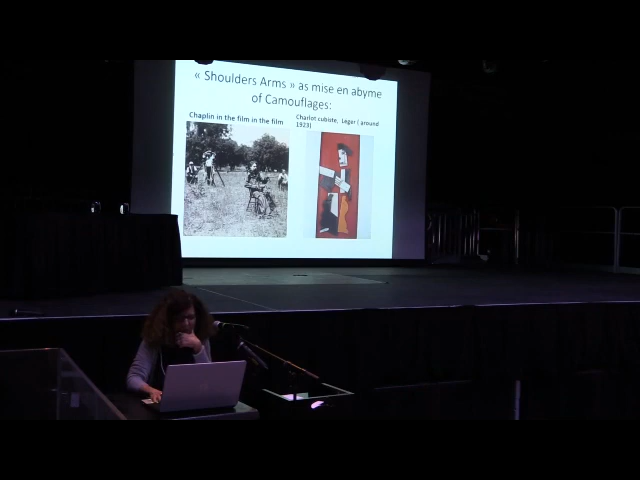 « Shoulders Arms » as mise en abyme
of Camouflages:
Chaplin in the film in the film
Charlot cubiste, Leger ( around
1923)